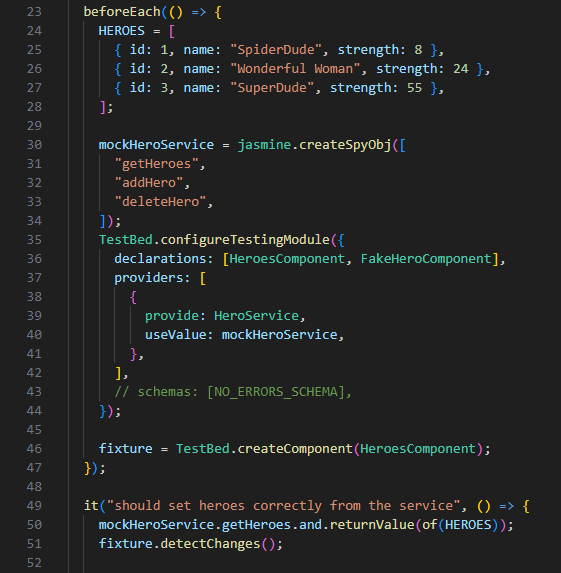 23 beforeEach(() => {
24 HEROES = [
25 { id: 1, name: "SpiderDude", strength: 8 },
26 { id: 2, name: "Wonderful Woman", strength: 24 },
27 { id: 3, name: "SuperDude", strength: 55 },
28 ];
29
30 mockHeroService = jasmine.createSpyObj([
31 "getHeroes",
32 "addHero",
33 "deleteHero",
34 ]);
35 TestBed.configureTestingModule({
36 declarations: [HeroesComponent, FakeHeroComponent],
37 providers: [
38 {
39 provide: HeroService,
40 useValue: mockHeroService,
41 },
42 ],
43 // schemas: [NO_ERRORS_SCHEMA],
44 });
45
46 fixture = TestBed.createComponent(HeroesComponent);
47 });
48
49 it("should set heroes correctly from the service", () => {
50 mockHeroService.getHeroes.and.returnValue(of(HEROES));
51 fixture.detectChanges();
52